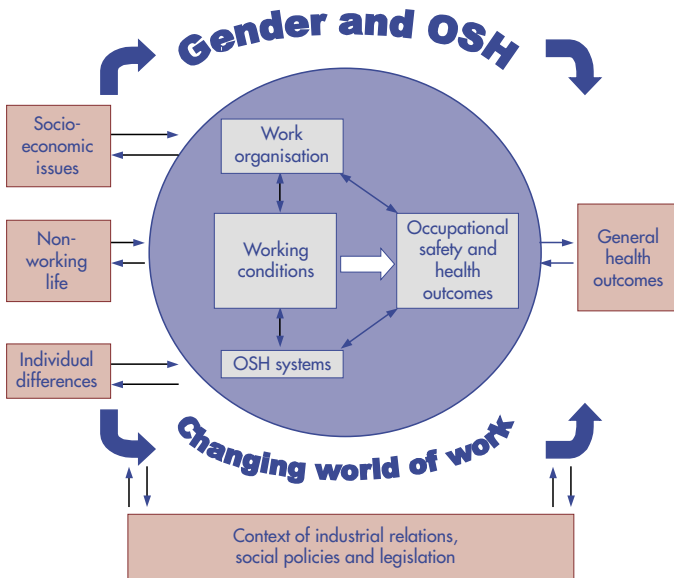 Gender and OSH
Socio-
economic
issues
Work
organisation
Non-
working
life
Working
conditions
Occupational
safety and
health
outcomes
General
health
outcomes
Individual
differences
OSH systems
Changing world of work
Context of industrial relations,
social policies and legislation